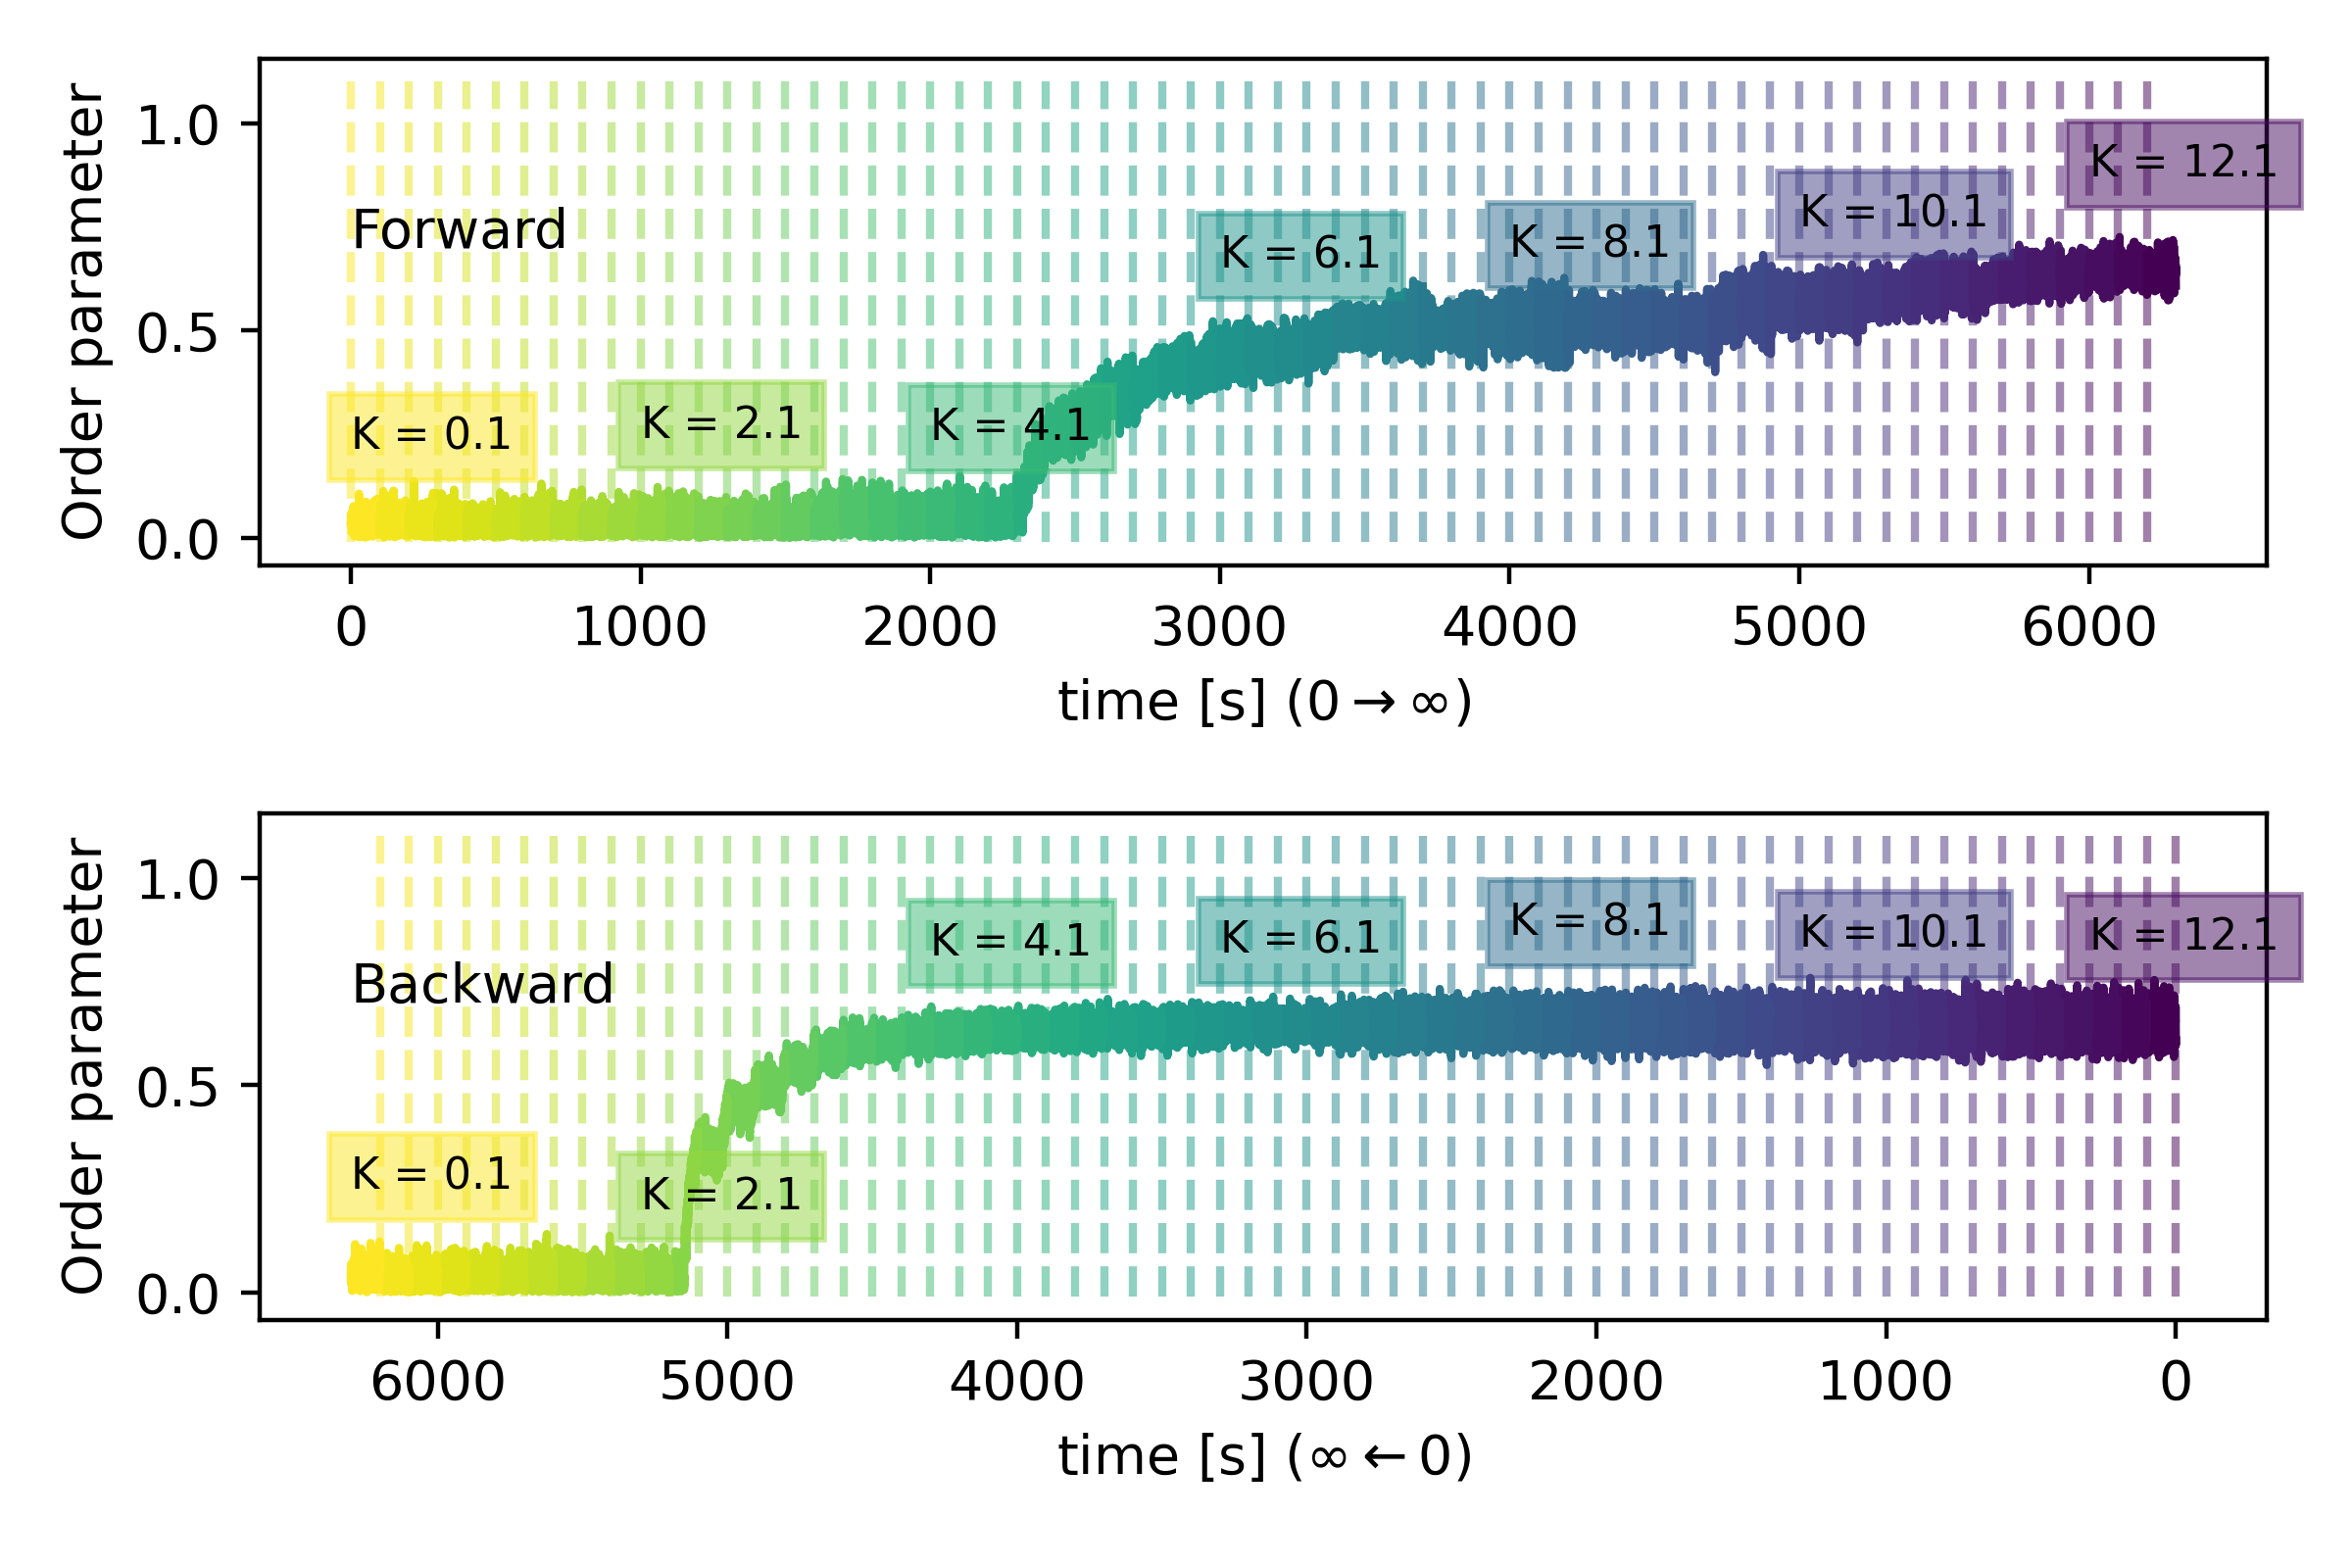 Order parameter
1.0
0.5
0.0
Forward
K = 0.1
K = 2.1
K = 4.1
K = 6.1
K = 8.1
K = 10.1
K = 12.1
0 1000 2000 3000 4000 5000 6000
time [s] (0 → ∞)
Order parameter
1.0
0.5
0.0
Backward
K = 0.1
K = 2.1
K = 4.1
K = 6.1
K = 8.1
K = 10.1
K = 12.1
6000 5000 4000 3000 2000 1000 0
time [s] (∞ ← 0)